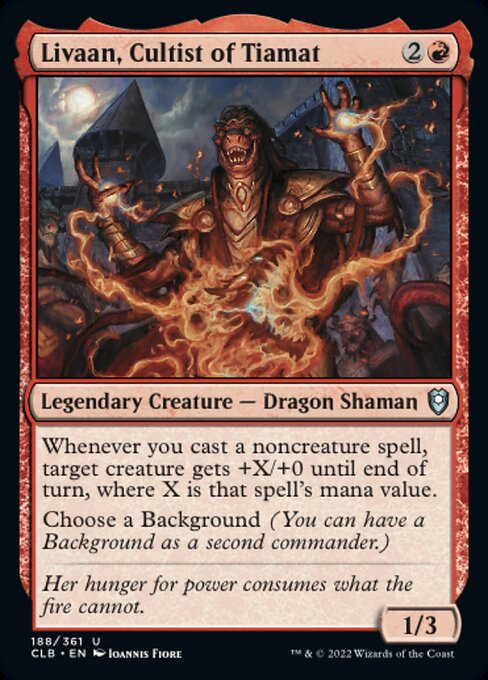 Livaan, Cultist of Tiamat 2
Legendary Creature — Dragon Shaman
Whenever you cast a noncreature spell,
target creature gets +X/+0 until end of
turn, where X is that spell's mana value.
Choose a Background (You can have a
Background as a second commander.)
Her hunger for power consumes what the
fire cannot.
1/3
188/361 U
CLB • EN Ioannis Fiore
™ & © 2022 Wizards of the Coast